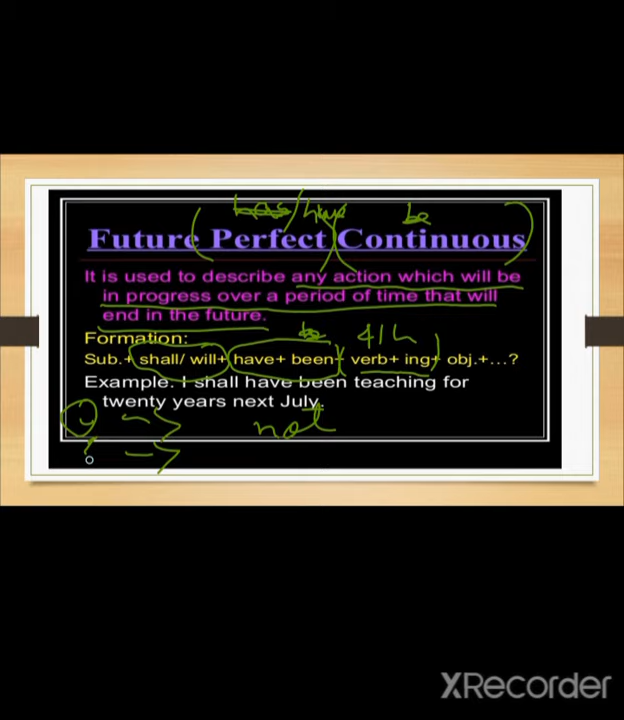 has/have be
Future Perfect Continuous
It is used to describe any action which will be
in progress over a period of time that will
end in the future.
Formation: be
Sub.+ shall/ will+ have+ been+ verb+ ing+ obj.+...?
Example. I shall have been teaching for
twenty years next July.
not
XRecorder